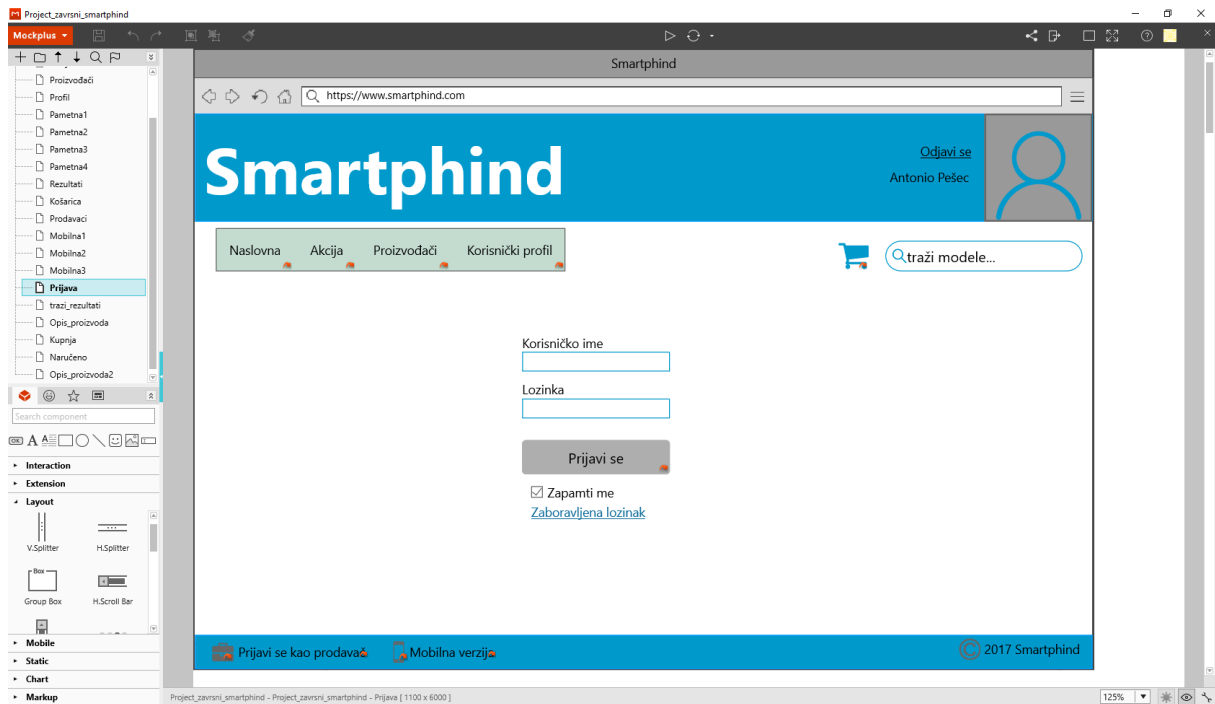 Project_zavrsni_smartphind
Mockplus
Proizvođači
Profil
Pametna1
Pametna2
Pametna3
Pametna4
Rezultati
Košarica
Prodavaci
Mobilna1
Mobilna2
Mobilna3
Prijava
trazi_rezultati
Opis_proizvoda
Kupnja
Naručeno
Opis_proizvoda2
Search component
OK
Interaction
Extension
Layout
V.Splitter
H.Splitter
Box
Group Box
H.Scroll Bar
Mobile
Static
Chart
Markup
Smartphind
https://www.smartphind.com
Smartphind
Odjavi se
Antonio Pešec
Naslovna Akcija Proizvođači Korisnički profil
traži modele...
Korisničko ime
Lozinka
Prijavi se
Zapamti me
Zaboravljena lozinak
Prijavi se kao prodavač
Mobilna verzija
© 2017 Smartphind
Project_zavrsni_smartphind - Project_zavrsni_smartphind - Prijava [ 1100 x 6000 ]
125%